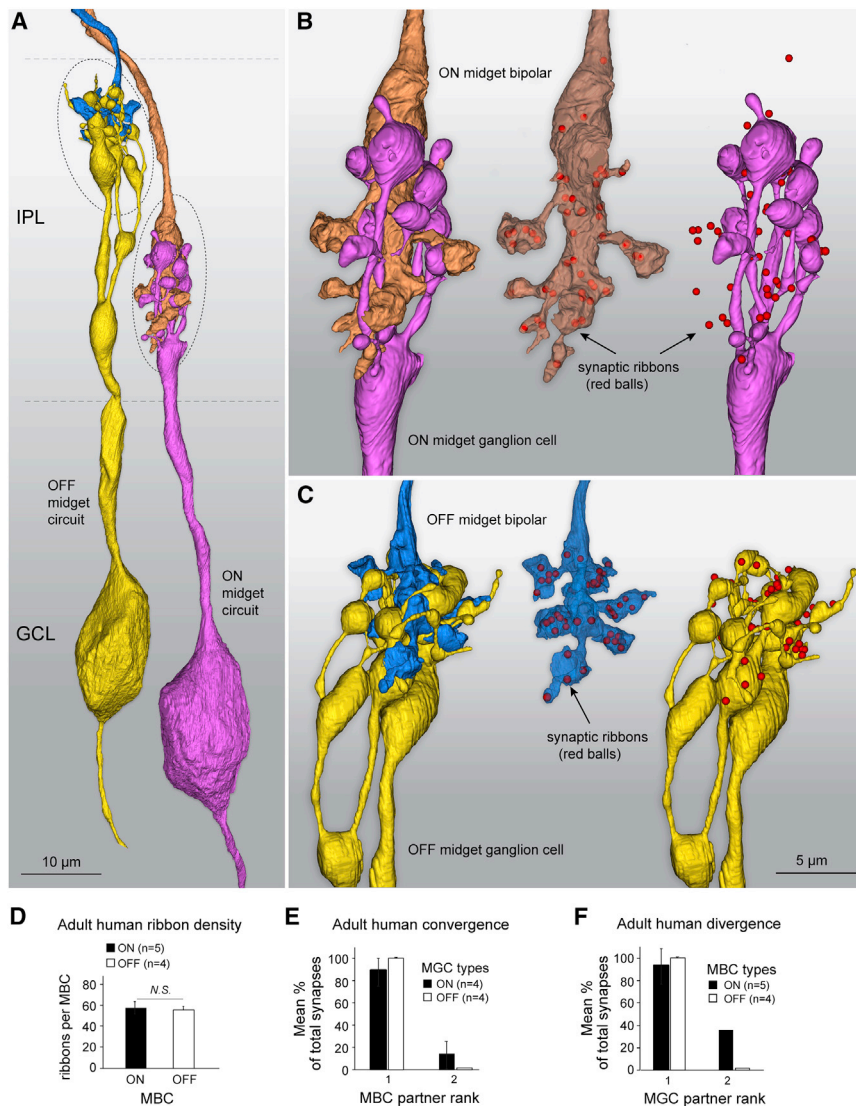 A
IPL
OFF
midget
circuit
ON
midget
circuit
GCL
10 µm
B
ON midget bipolar
synaptic ribbons
(red balls)
ON midget ganglion cell
C
OFF midget bipolar
synaptic ribbons
(red balls)
OFF midget ganglion cell
5 µm
D
Adult human ribbon density
ON (n=5)
OFF (n=4)
N.S.
ribbons per MBC
80
60
40
20
0
ON OFF
MBC
E
Adult human convergence
MGC types
ON (n=4)
OFF (n=4)
Mean %
of total synapses
100
80
60
40
20
0
1 2
MBC partner rank
F
Adult human divergence
MBC types
ON (n=5)
OFF (n=4)
Mean %
of total synapses
100
80
60
40
20
0
1 2
MGC partner rank